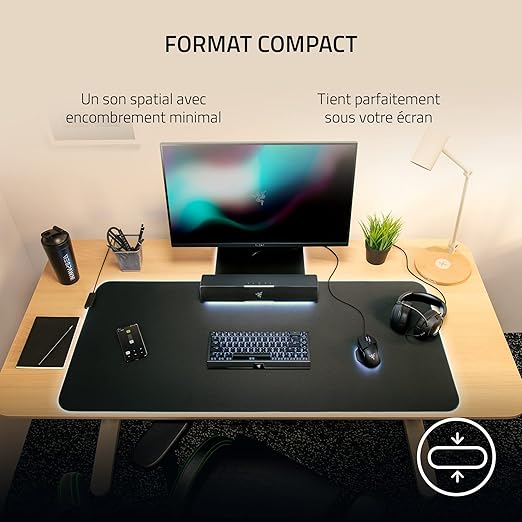 FORMAT COMPACT
Un son spatial avec
encombrement minimal
Tient parfaitement
sous votre écran